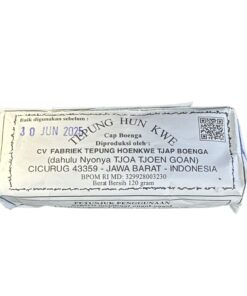 Baik digunakan sebelum :
30 JUN 2025
TEPUNG HUN KWE
Cap Boenga
Diproduksi oleh :
CV FABRIEK TEPUNG HOENKWE TJAP BOENGA
(dahulu Nyonya TJOA TJOEN GOAN)
CICURUG 43359 - JAWA BARAT - INDONESIA
BPOM RI MD: 329928003230
Berat Bersih 120 gram
PETUNJUK PENGGUNAAN